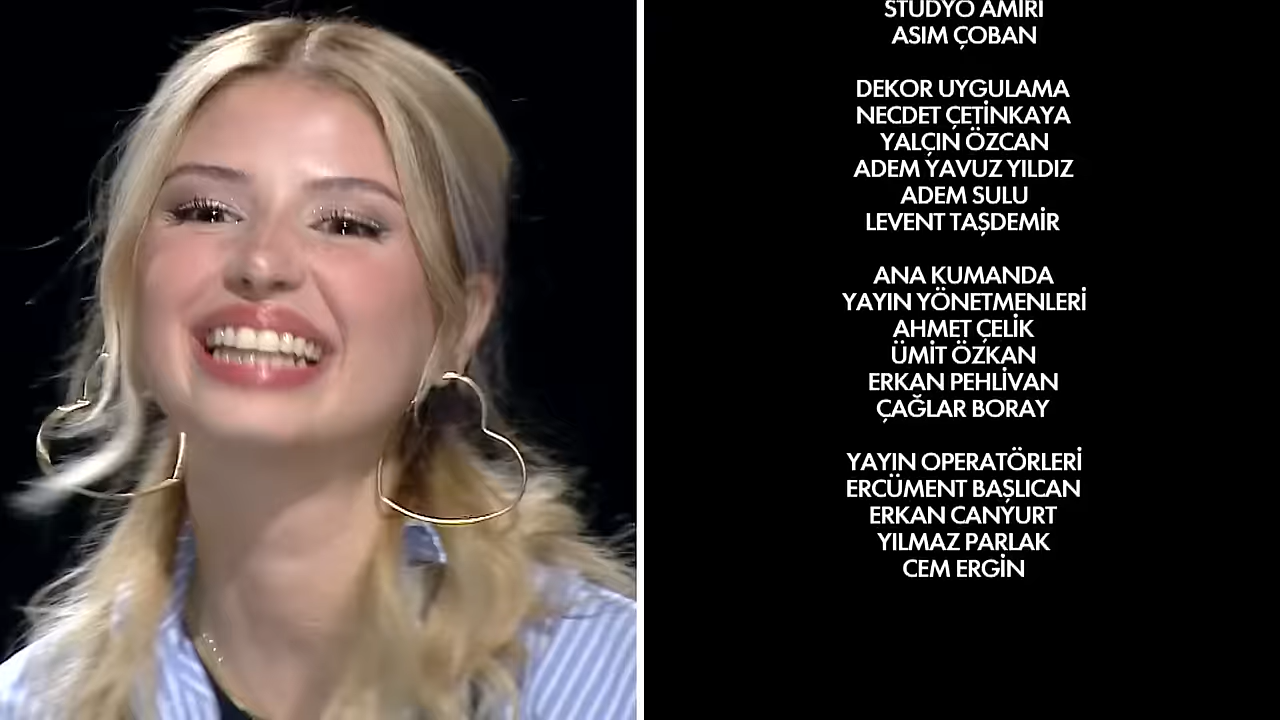 STÜDYO AMİRİ
ASIM ÇOBAN
DEKOR UYGULAMA
NECDET ÇETİNKAYA
YALÇIN ÖZCAN
ADEM YAVUZ YILDIZ
ADEM SULU
LEVENT TAŞDEMİR
ANA KUMANDA
YAYIN YÖNETMENLERİ
AHMET ÇELİK
ÜMİT ÖZKAN
ERKAN PEHLİVAN
ÇAĞLAR BORAY
YAYIN OPERATÖRLERİ
ERCÜMENT BAŞLICAN
ERKAN CANYURT
YILMAZ PARLAK
CEM ERGİN